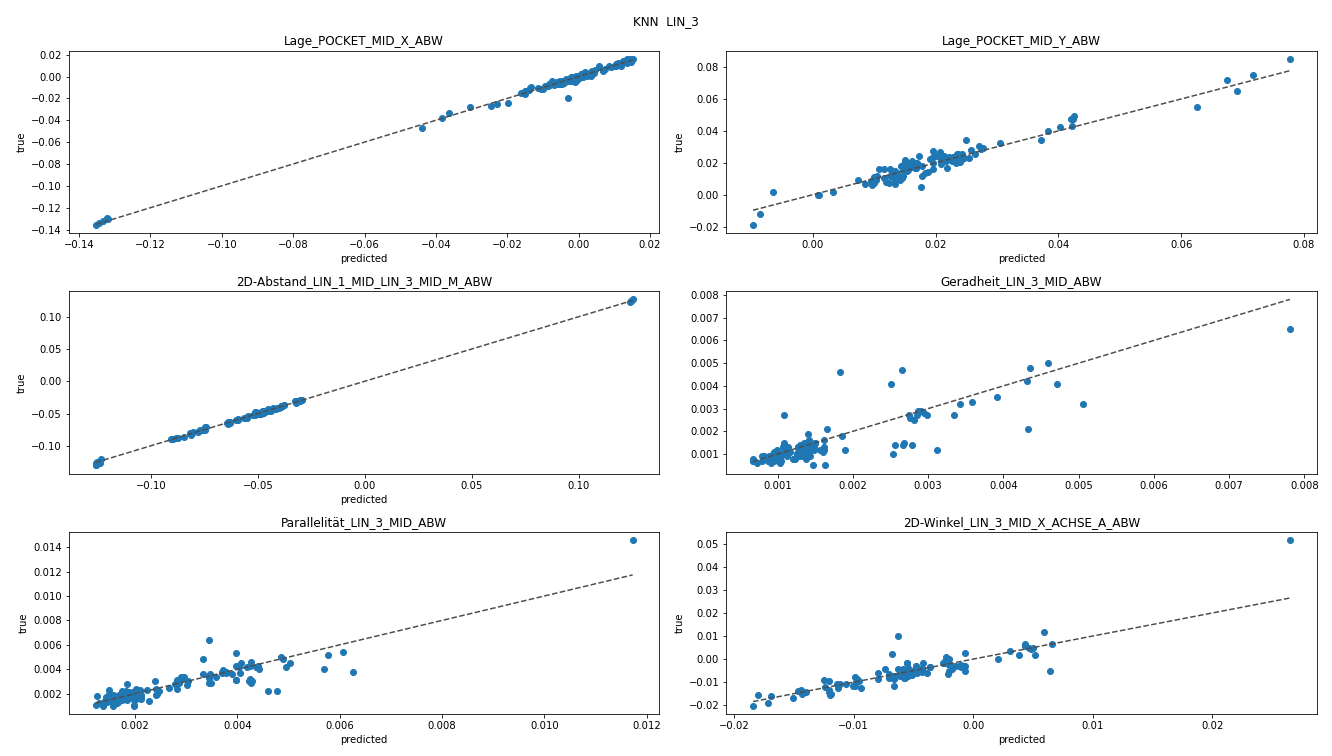 KNN  LIN_3
Lage_POCKET_MID_X_ABW
0.02
0.00
−0.02
−0.04
−0.06
−0.08
−0.10
−0.12
−0.14
true
−0.14 −0.12 −0.10 −0.08 −0.06 −0.04 −0.02 0.00 0.02
predicted
Lage_POCKET_MID_Y_ABW
0.08
0.06
0.04
0.02
0.00
−0.02
true
0.00 0.02 0.04 0.06 0.08
predicted
2D-Abstand_LIN_1_MID_LIN_3_MID_M_ABW
0.10
0.05
0.00
−0.05
−0.10
true
−0.10 −0.05 0.00 0.05 0.10
predicted
Geradheit_LIN_3_MID_ABW
0.008
0.007
0.006
0.005
0.004
0.003
0.002
0.001
true
0.001 0.002 0.003 0.004 0.005 0.006 0.007 0.008
predicted
Parallelität_LIN_3_MID_ABW
0.014
0.012
0.010
0.008
0.006
0.004
0.002
true
0.002 0.004 0.006 0.008 0.010 0.012
predicted
2D-Winkel_LIN_3_MID_X_ACHSE_A_ABW
0.05
0.04
0.03
0.02
0.01
0.00
−0.01
−0.02
true
−0.02 −0.01 0.00 0.01 0.02
predicted